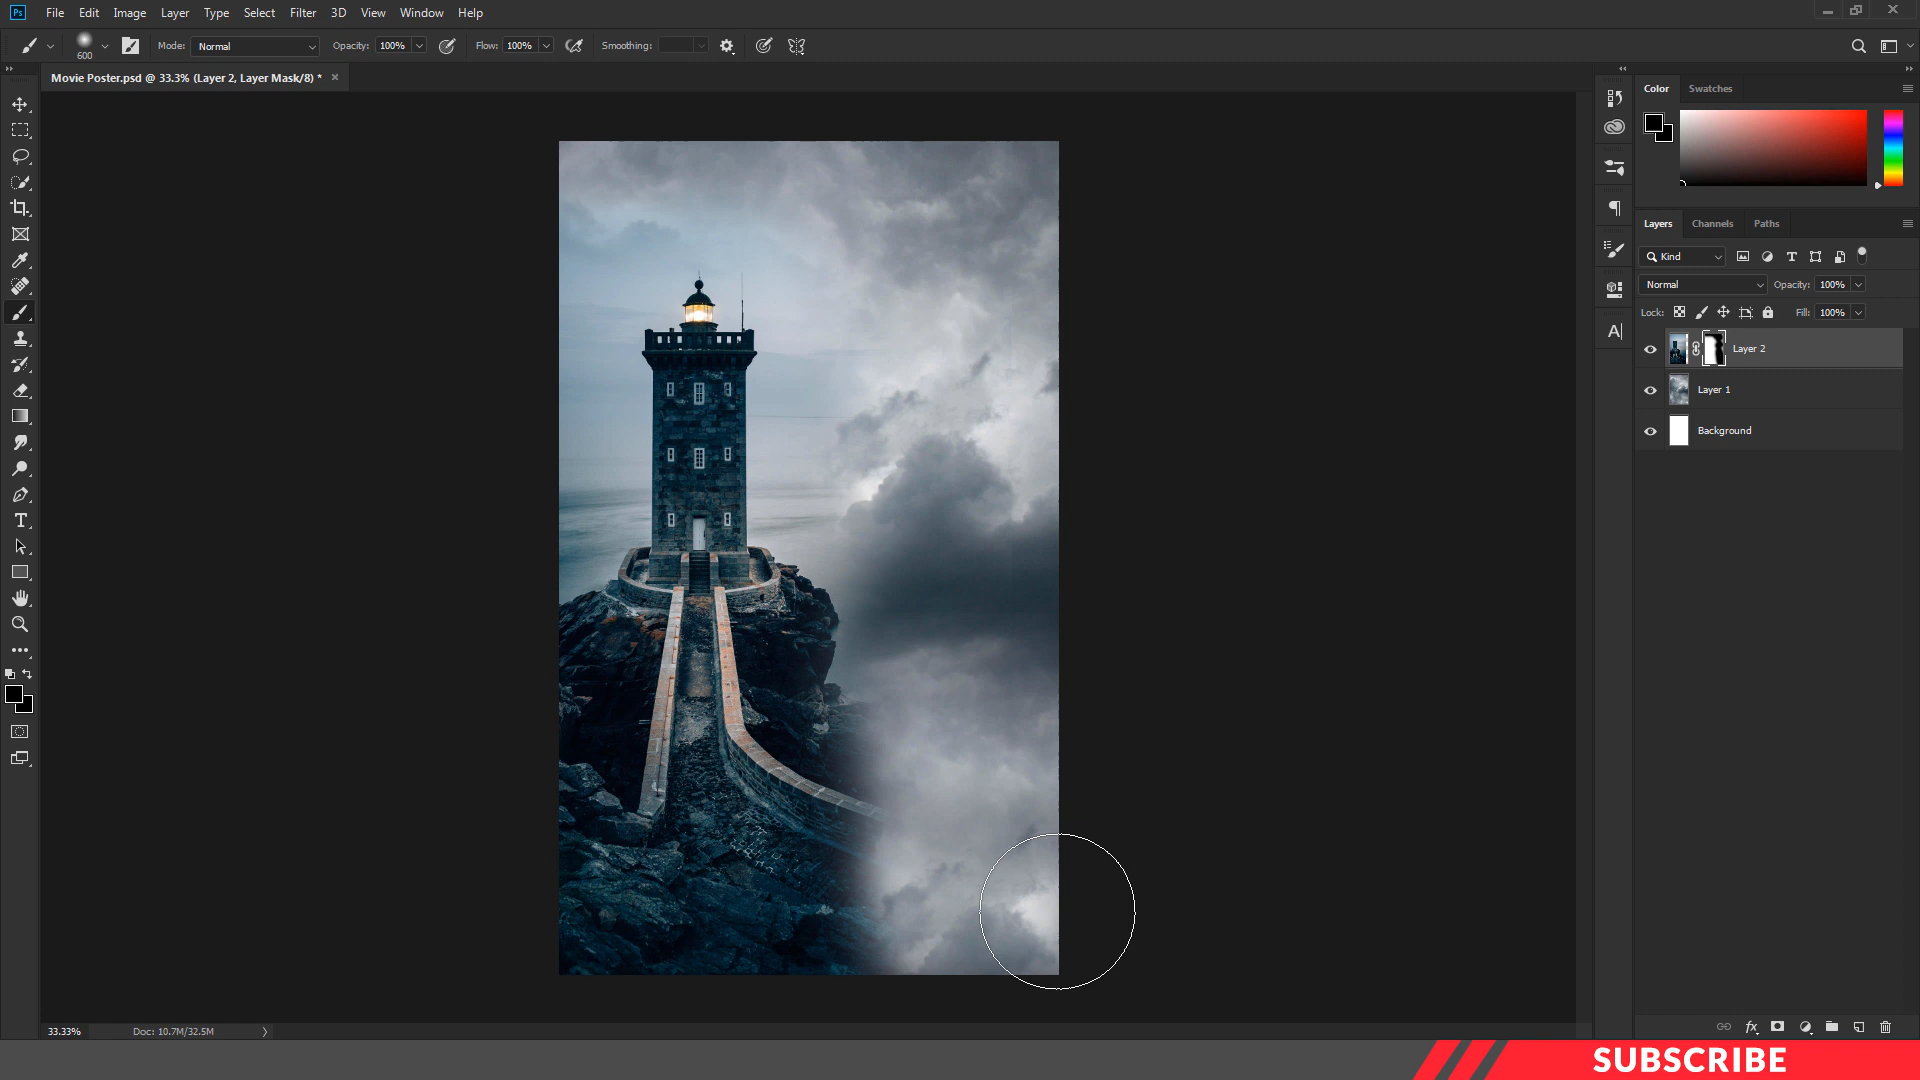 Ps File Edit Image Layer Type Select Filter 3D View Window Help
600 Mode: Normal Opacity: 100% Flow: 100% Smoothing:
Movie Poster.psd @ 33.3% (Layer 2, Layer Mask/8) * ×
Color Swatches
Layers Channels Paths
Kind
Normal Opacity: 100%
Lock: Fill: 100%
Layer 2
Layer 1
Background
33.33% Doc: 10.7M/32.5M
fx
SUBSCRIBE